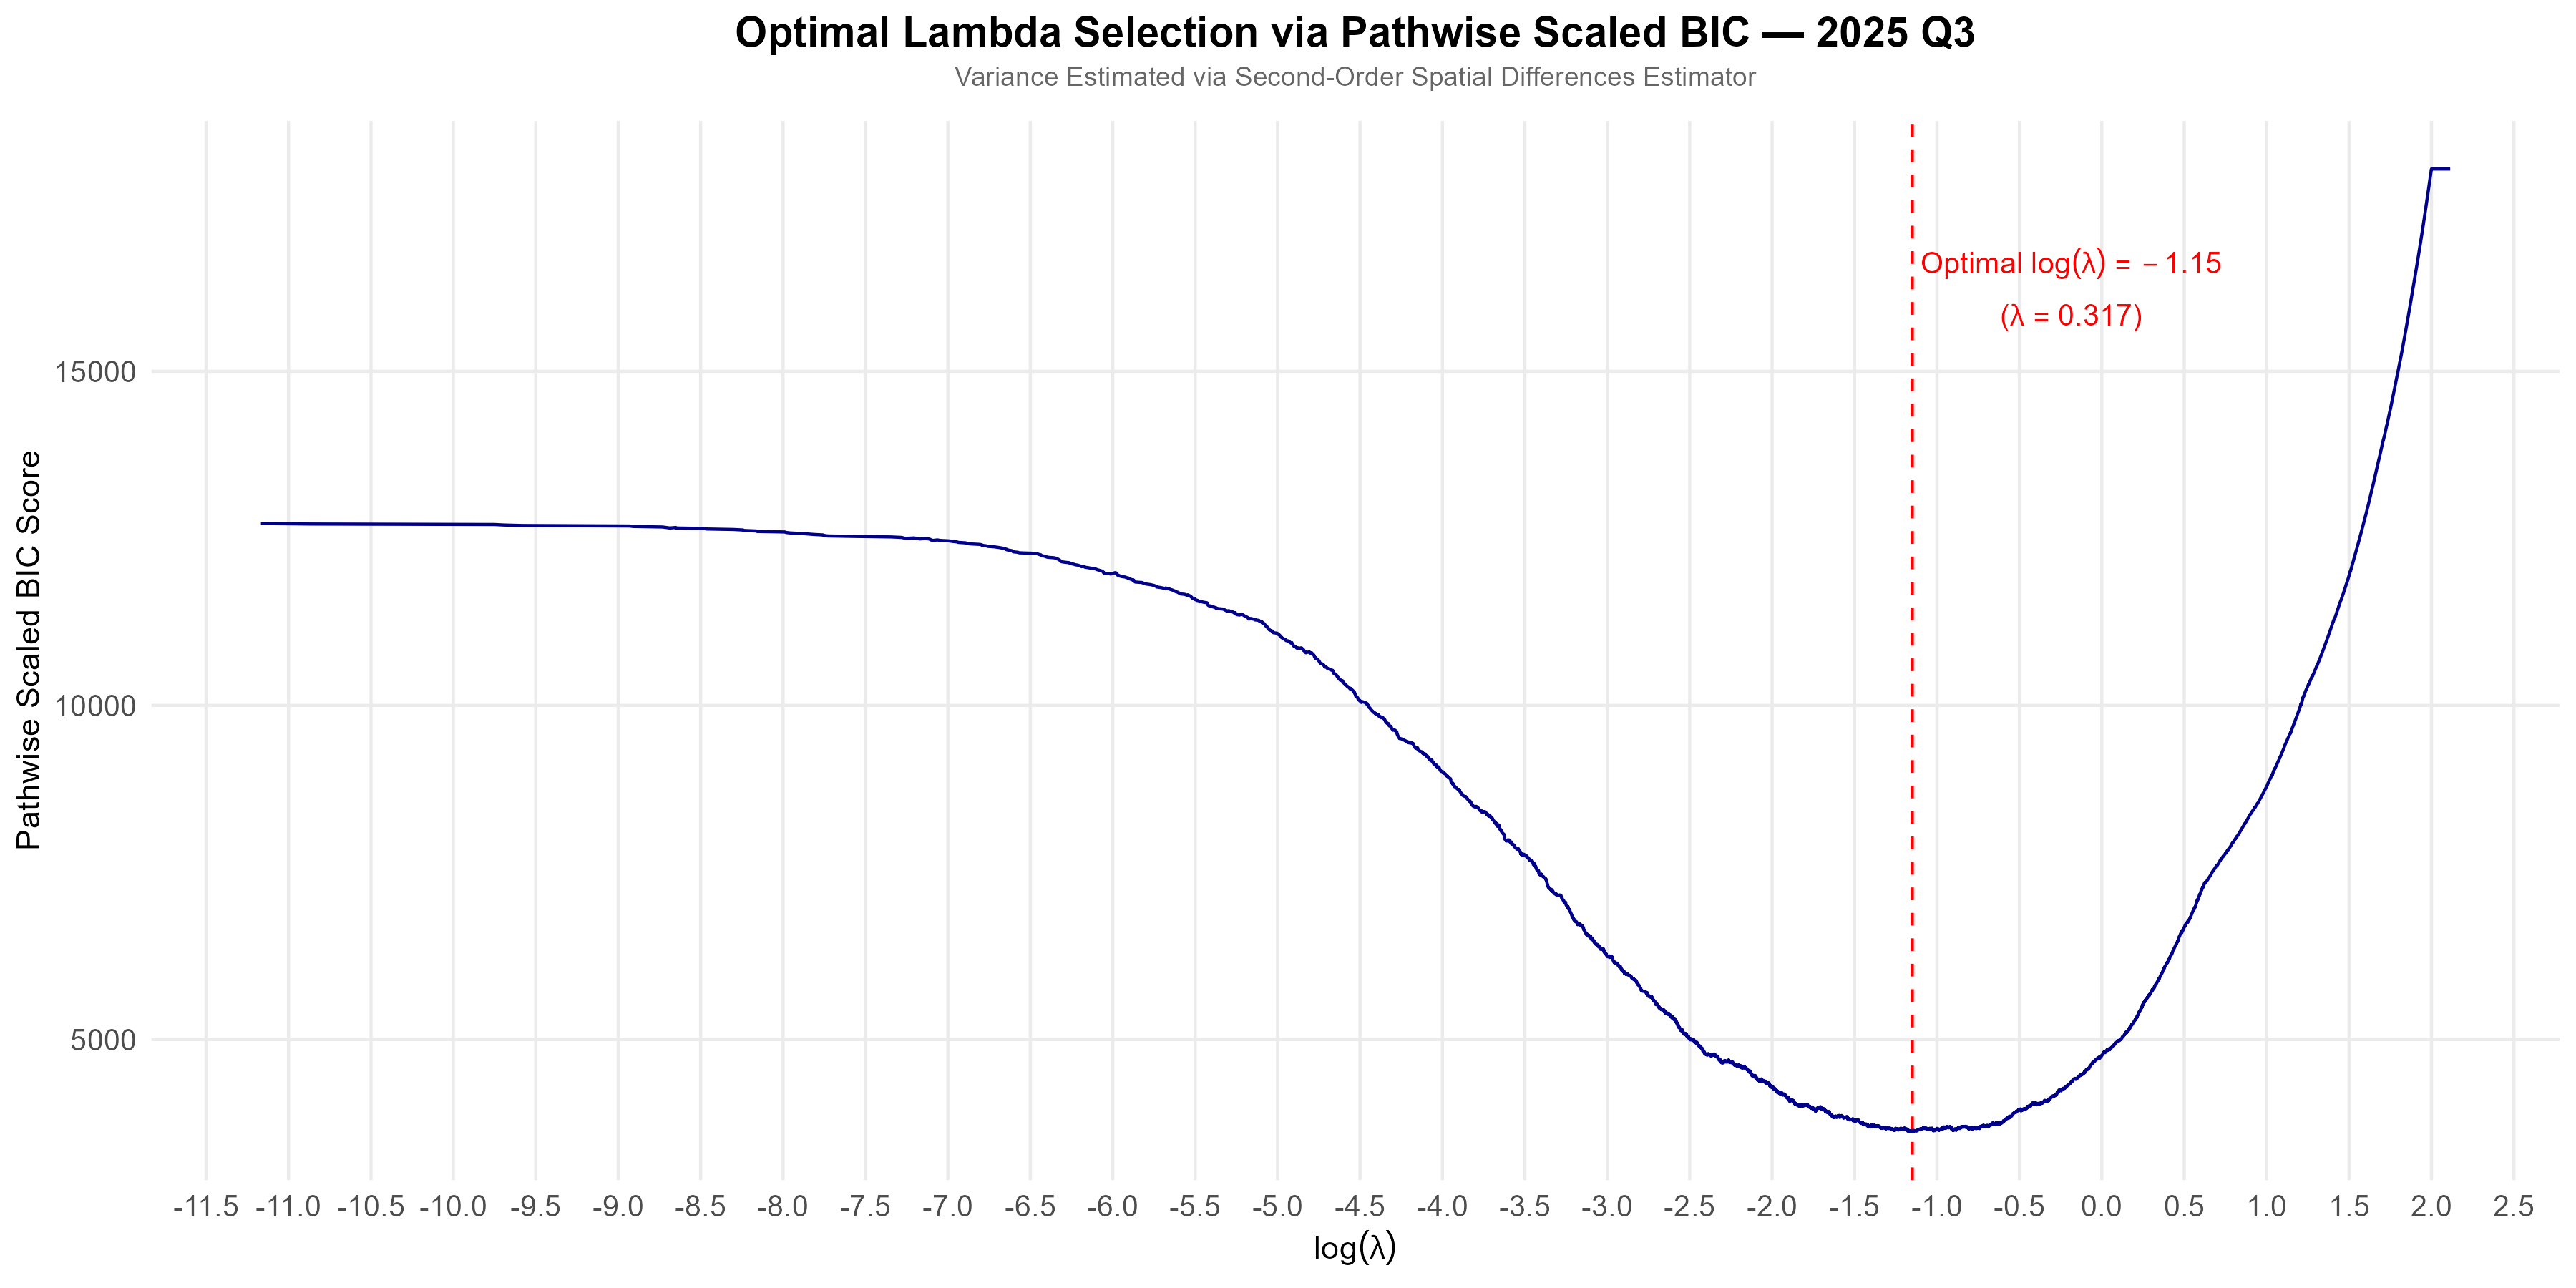 Optimal Lambda Selection via Pathwise Scaled BIC — 2025 Q3
Variance Estimated via Second-Order Spatial Differences Estimator
Optimal log(λ) = − 1.15
(λ = 0.317)
15000
10000
5000
Pathwise Scaled BIC Score
-11.5 -11.0 -10.5 -10.0 -9.5 -9.0 -8.5 -8.0 -7.5 -7.0 -6.5 -6.0 -5.5 -5.0 -4.5 -4.0 -3.5 -3.0 -2.5 -2.0 -1.5 -1.0 -0.5 0.0 0.5 1.0 1.5 2.0 2.5
log(λ)